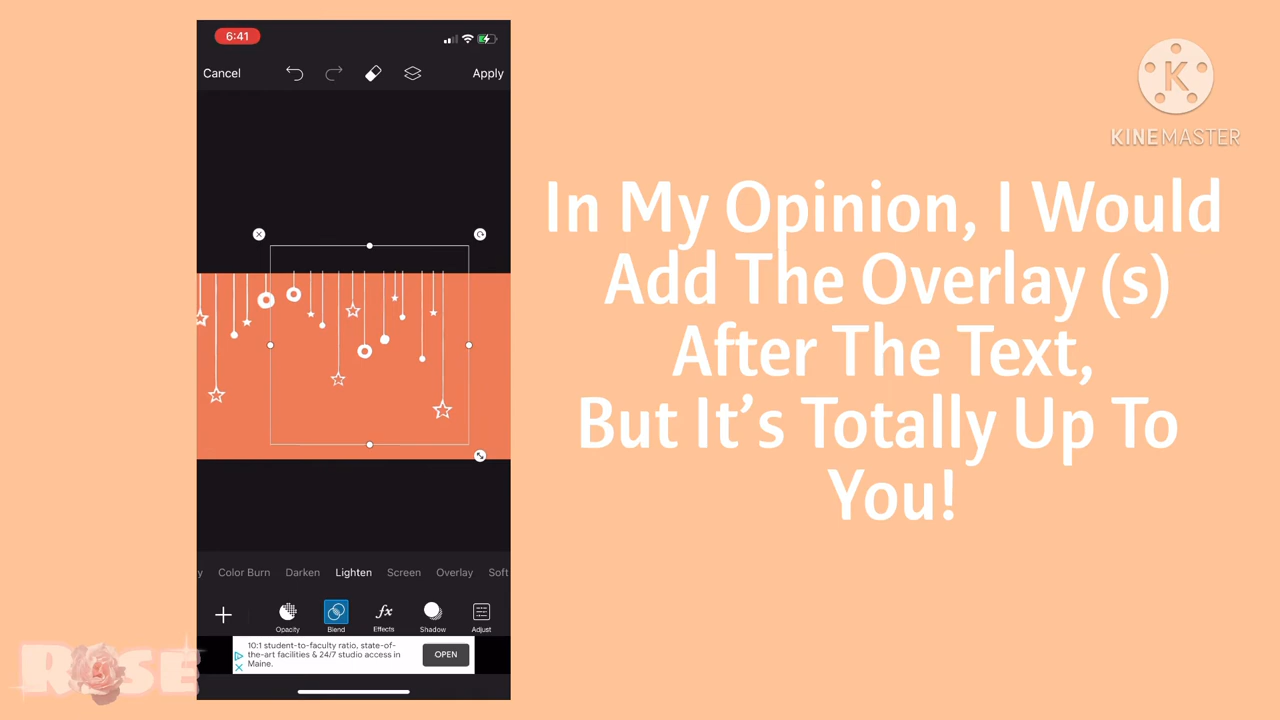 6:41
Cancel
Apply
KINEMASTER
In My Opinion, I Would
Add The Overlay (s)
After The Text,
But It's Totally Up To
You!
y Color Burn Darken Lighten Screen Overlay Soft
Opacity Blend Effects Shadow Adjust
10:1 student-to-faculty ratio, state-of-
the-art facilities & 24/7 studio access in
Maine.
OPEN
ROSE